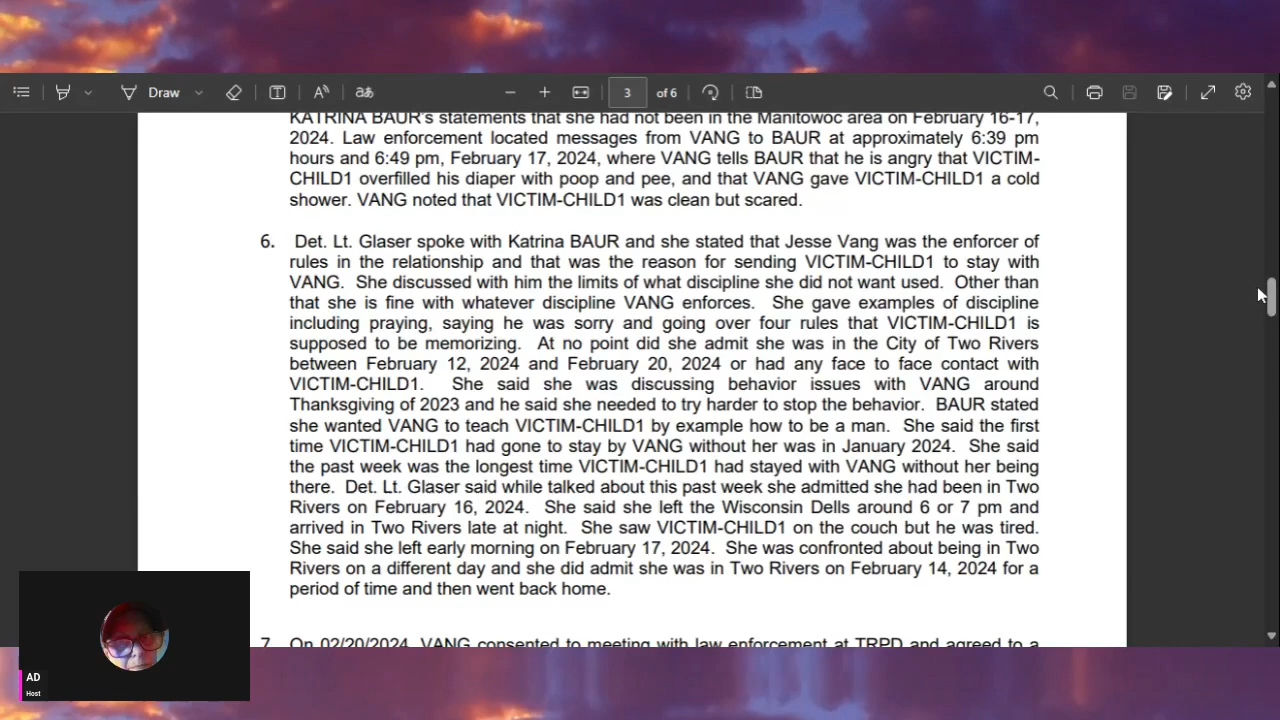 Draw
3
of 6
KATRINA BAUR's statements that she had not been in the Manitowoc area on February 16-17,
2024. Law enforcement located messages from VANG to BAUR at approximately 6:39 pm
hours and 6:49 pm, February 17, 2024, where VANG tells BAUR that he is angry that VICTIM-
CHILD1 overfilled his diaper with poop and pee, and that VANG gave VICTIM-CHILD1 a cold
shower. VANG noted that VICTIM-CHILD1 was clean but scared.
6. Det. Lt. Glaser spoke with Katrina BAUR and she stated that Jesse Vang was the enforcer of
rules in the relationship and that was the reason for sending VICTIM-CHILD1 to stay with
VANG. She discussed with him the limits of what discipline she did not want used. Other than
that she is fine with whatever discipline VANG enforces. She gave examples of discipline
including praying, saying he was sorry and going over four rules that VICTIM-CHILD1 is
supposed to be memorizing. At no point did she admit she was in the City of Two Rivers
between February 12, 2024 and February 20, 2024 or had any face to face contact with
VICTIM-CHILD1. She said she was discussing behavior issues with VANG around
Thanksgiving of 2023 and he said she needed to try harder to stop the behavior. BAUR stated
she wanted VANG to teach VICTIM-CHILD1 by example how to be a man. She said the first
time VICTIM-CHILD1 had gone to stay by VANG without her was in January 2024. She said
the past week was the longest time VICTIM-CHILD1 had stayed with VANG without her being
there. Det. Lt. Glaser said while talked about this past week she admitted she had been in Two
Rivers on February 16, 2024. She said she left the Wisconsin Dells around 6 or 7 pm and
arrived in Two Rivers late at night. She saw VICTIM-CHILD1 on the couch but he was tired.
She said she left early morning on February 17, 2024. She was confronted about being in Two
Rivers on a different day and she did admit she was in Two Rivers on February 14, 2024 for a
period of time and then went back home.
7. On 02/20/2024, VANG consented to meeting with law enforcement at TRPD and agreed to a
AD
Host